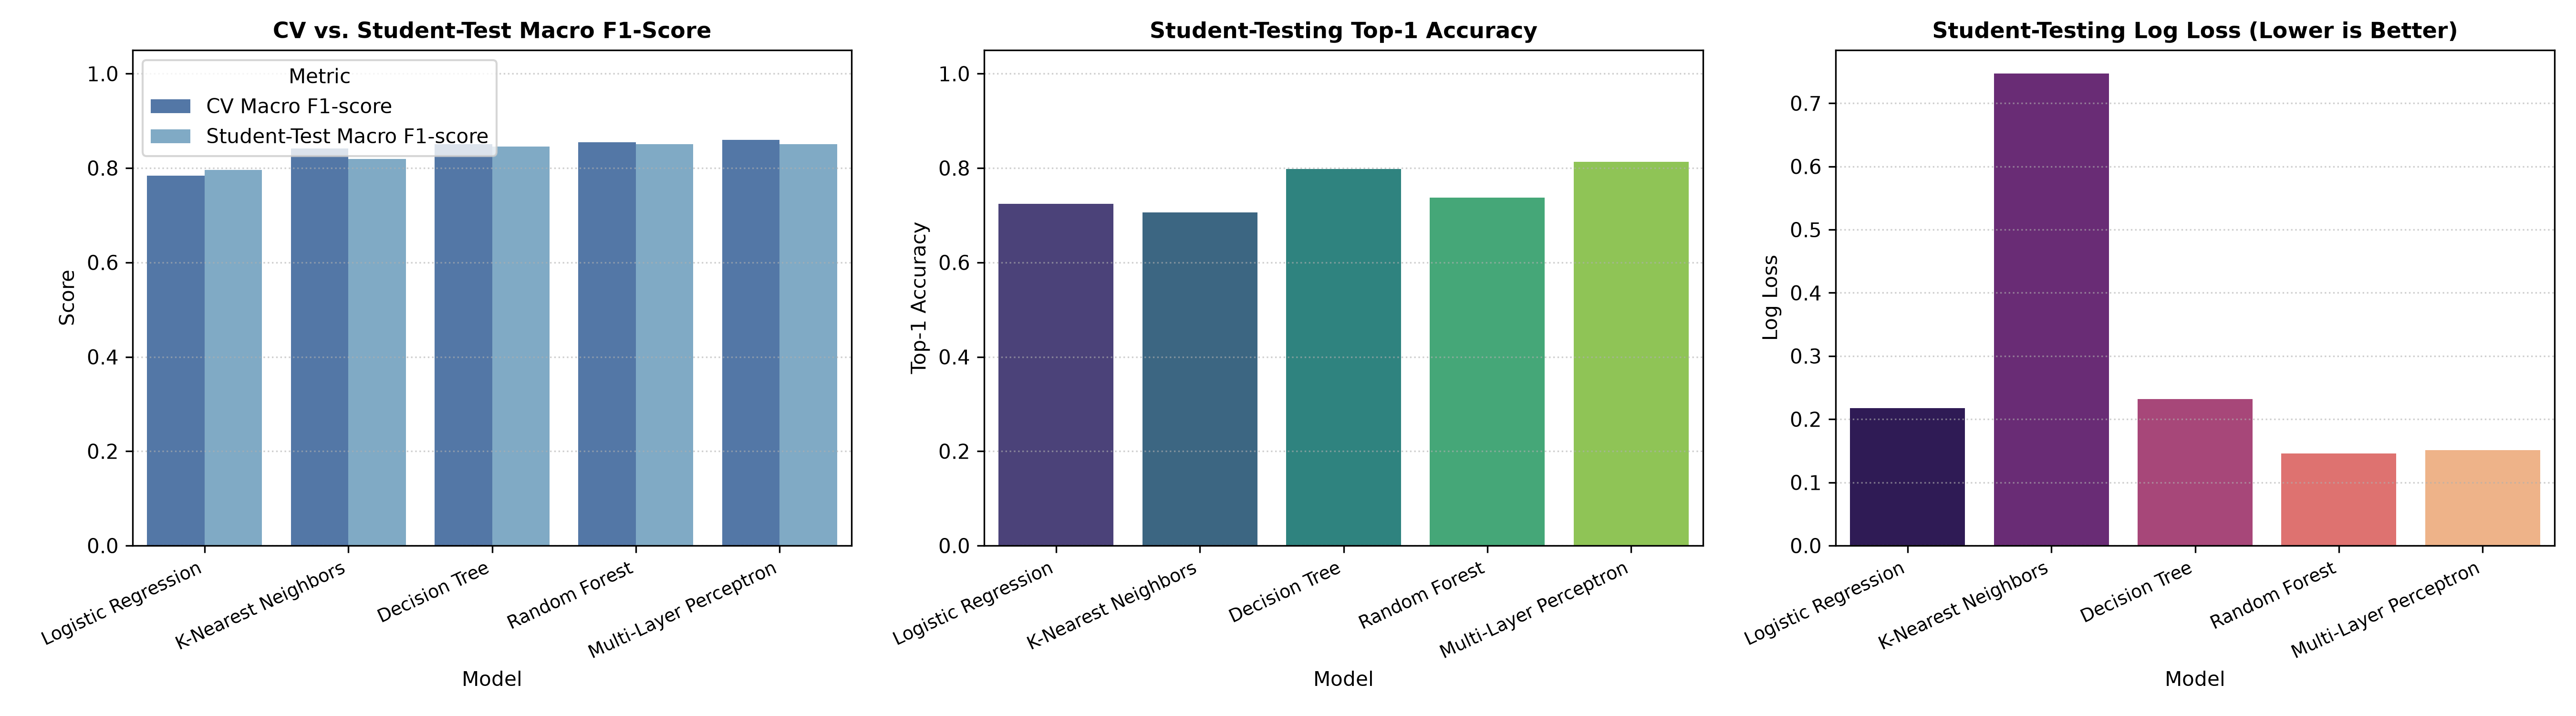 CV vs. Student-Test Macro F1-Score
Metric
CV Macro F1-score
Student-Test Macro F1-score
Score
1.0
0.8
0.6
0.4
0.2
0.0
Logistic Regression
K-Nearest Neighbors
Decision Tree
Random Forest
Multi-Layer Perceptron
Model
Student-Testing Top-1 Accuracy
Top-1 Accuracy
1.0
0.8
0.6
0.4
0.2
0.0
Logistic Regression
K-Nearest Neighbors
Decision Tree
Random Forest
Multi-Layer Perceptron
Model
Student-Testing Log Loss (Lower is Better)
Log Loss
0.7
0.6
0.5
0.4
0.3
0.2
0.1
0.0
Logistic Regression
K-Nearest Neighbors
Decision Tree
Random Forest
Multi-Layer Perceptron
Model